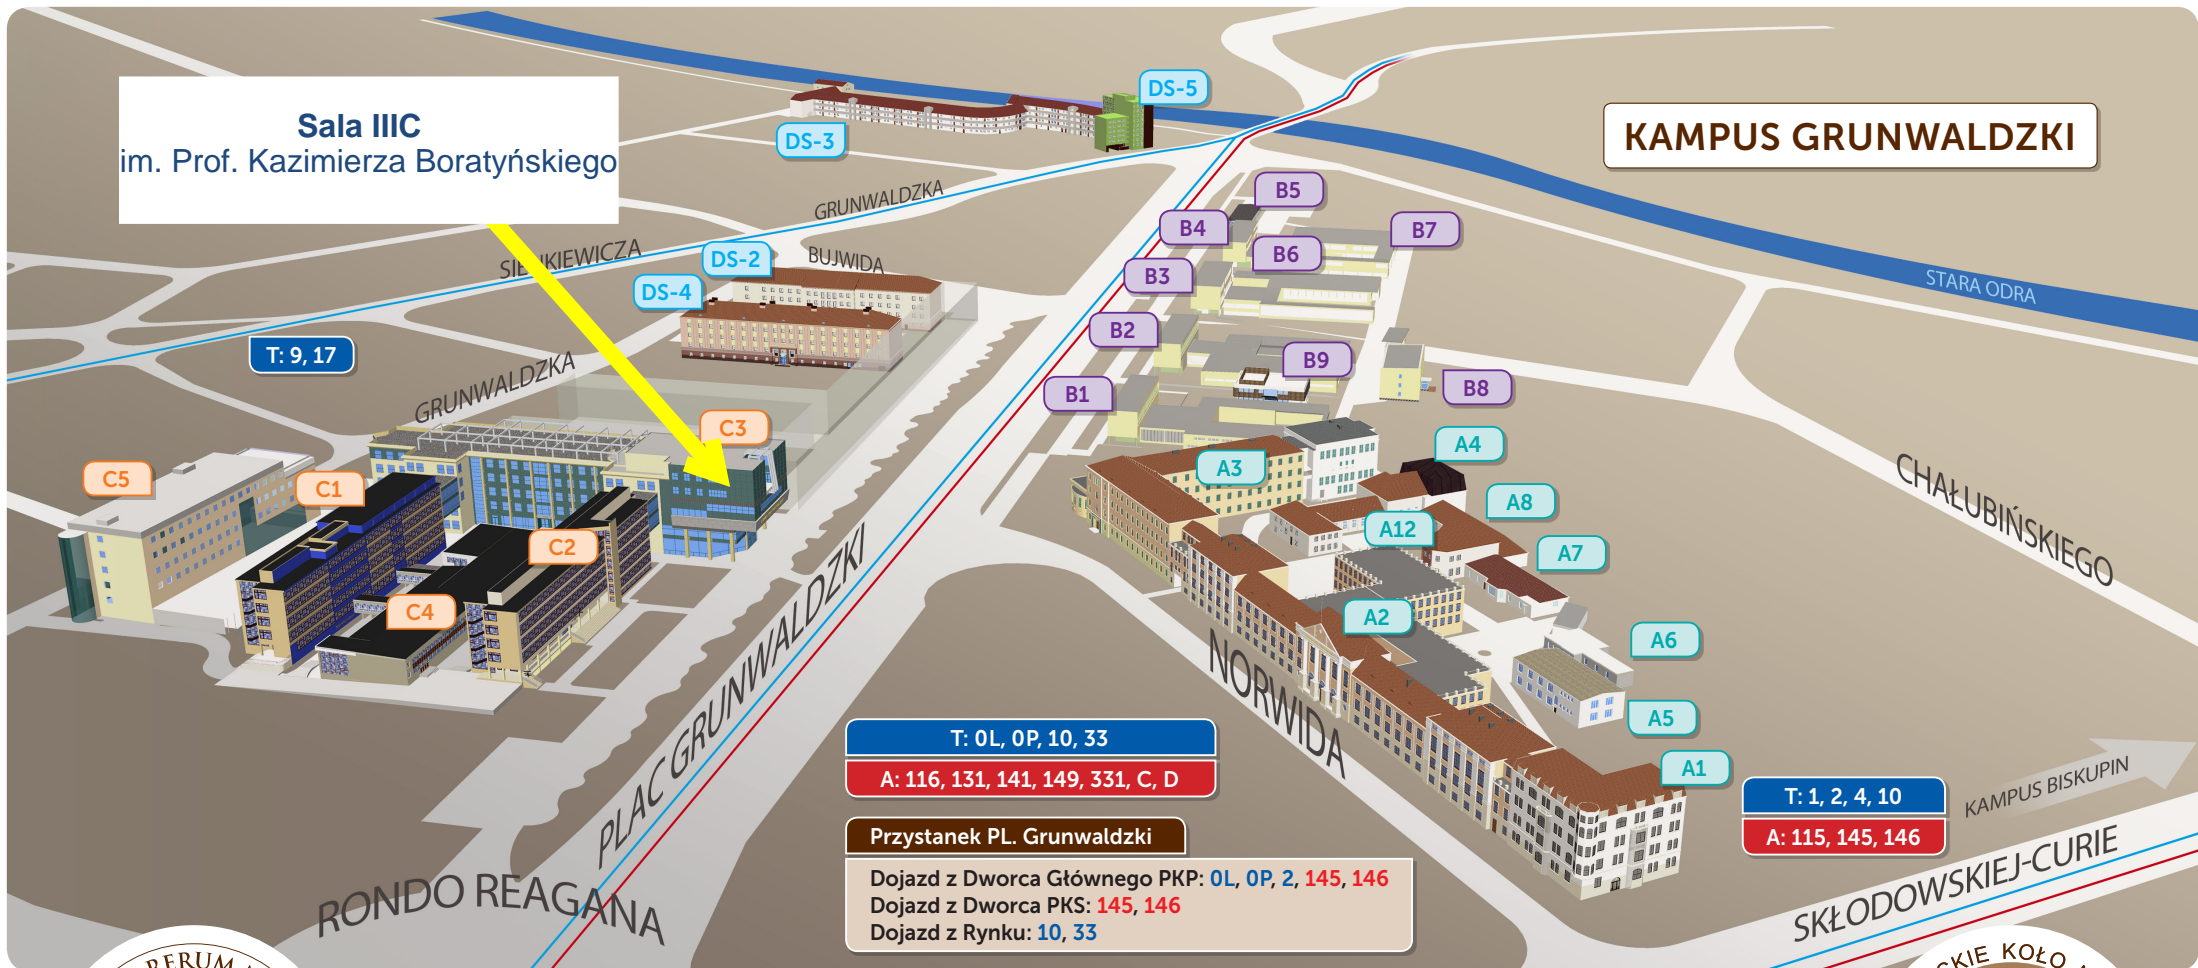 Sala IIIC
im. Prof. Kazimierza Boratyńskiego
KAMPUS GRUNWALDZKI
DS-5
DS-3
GRUNWALDZKA
SIENKIEWICZA
BUJWIDA
DS-2
DS-4
T: 9, 17
GRUNWALDZKA
B5
B4
B7
B6
B3
B2
B9
B1
B8
STARA ODRA
C3
C5
C1
C2
C4
A3
A4
A8
A12
A7
A2
A6
A5
A1
CHAŁUBIŃSKIEGO
PLAC GRUNWALDZKI
NORWIDA
T: 0L, 0P, 10, 33
A: 116, 131, 141, 149, 331, C, D
Przystanek PL. Grunwaldzki
Dojazd z Dworca Głównego PKP: 0L, 0P, 2, 145, 146
Dojazd z Dworca PKS: 145, 146
Dojazd z Rynku: 10, 33
T: 1, 2, 4, 10
A: 115, 145, 146
KAMPUS BISKUPIN
SKŁODOWSKIEJ-CURIE
RONDO REAGANA
KOŁO